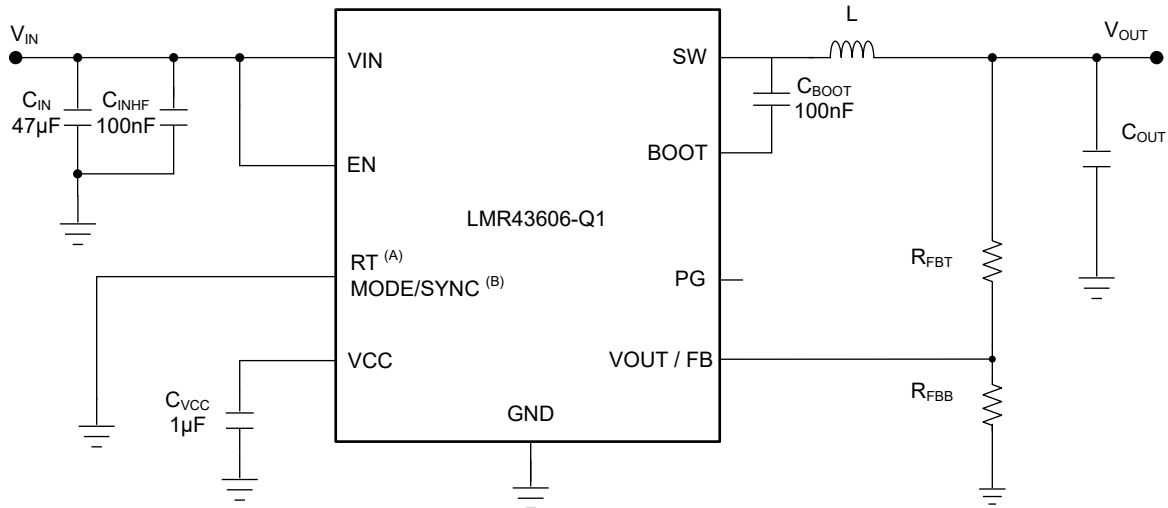 V_IN
L
V_OUT
VIN
SW
C_IN
47µF
C_INHF
100nF
C_BOOT
100nF
C_OUT
BOOT
EN
LMR43606-Q1
RT (A)
MODE/SYNC (B)
PG
R_FBT
VCC
VOUT / FB
C_VCC
1µF
GND
R_FBB